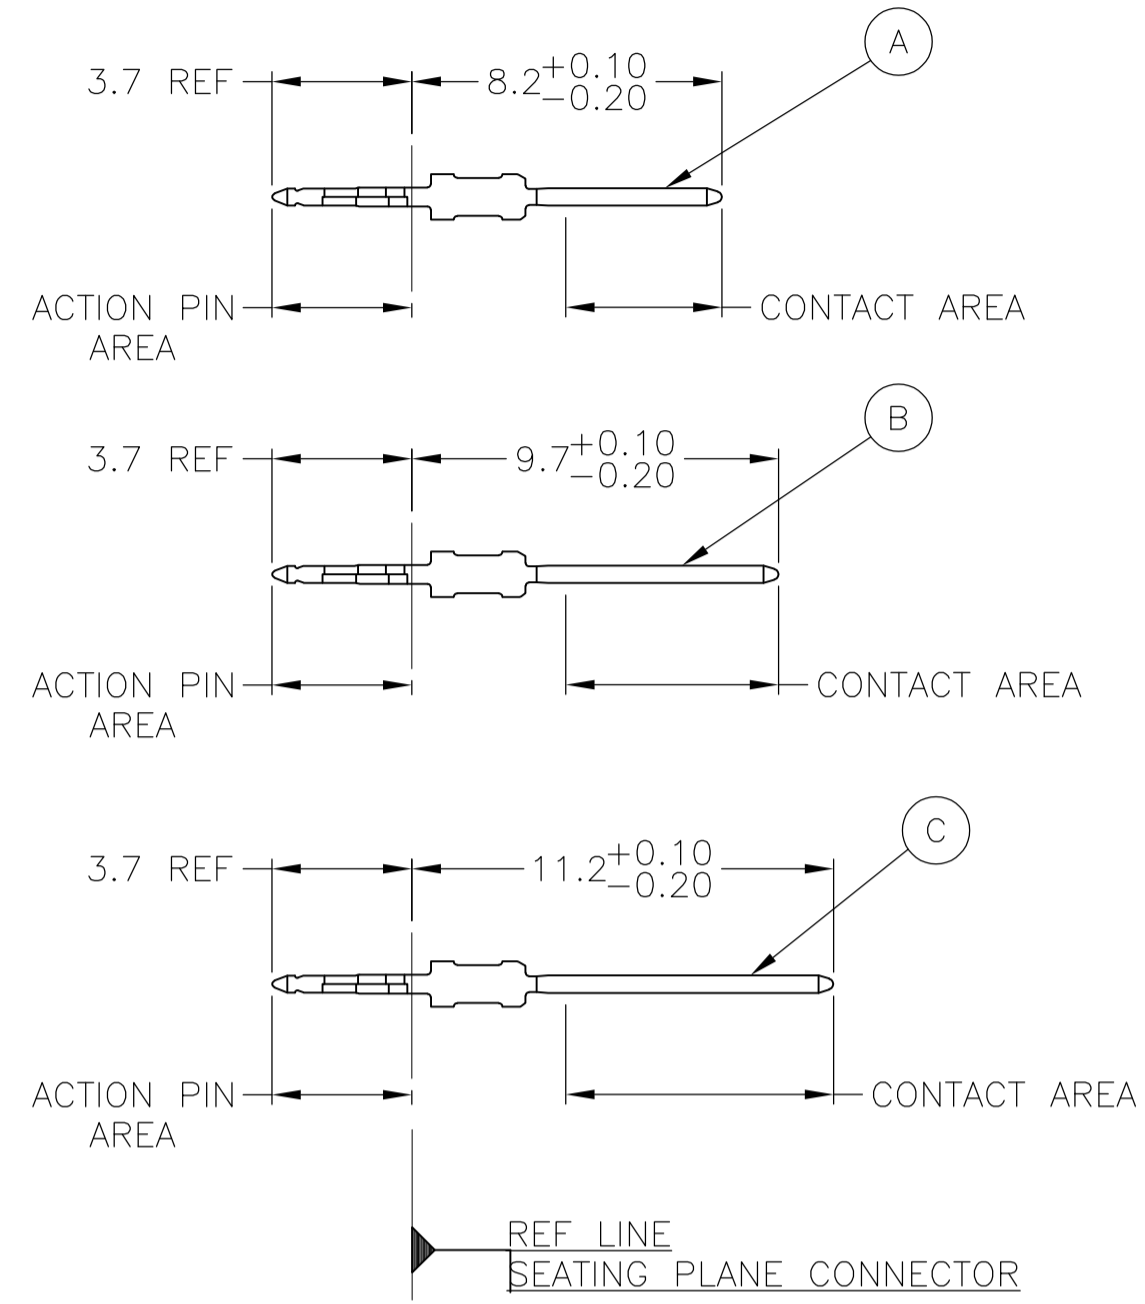 A
3.7 REF
8.2 +0.10
-0.20
ACTION PIN
AREA
CONTACT AREA
B
3.7 REF
9.7 +0.10
-0.20
ACTION PIN
AREA
CONTACT AREA
C
3.7 REF
11.2 +0.10
-0.20
ACTION PIN
AREA
CONTACT AREA
REF LINE
SEATING PLANE CONNECTOR